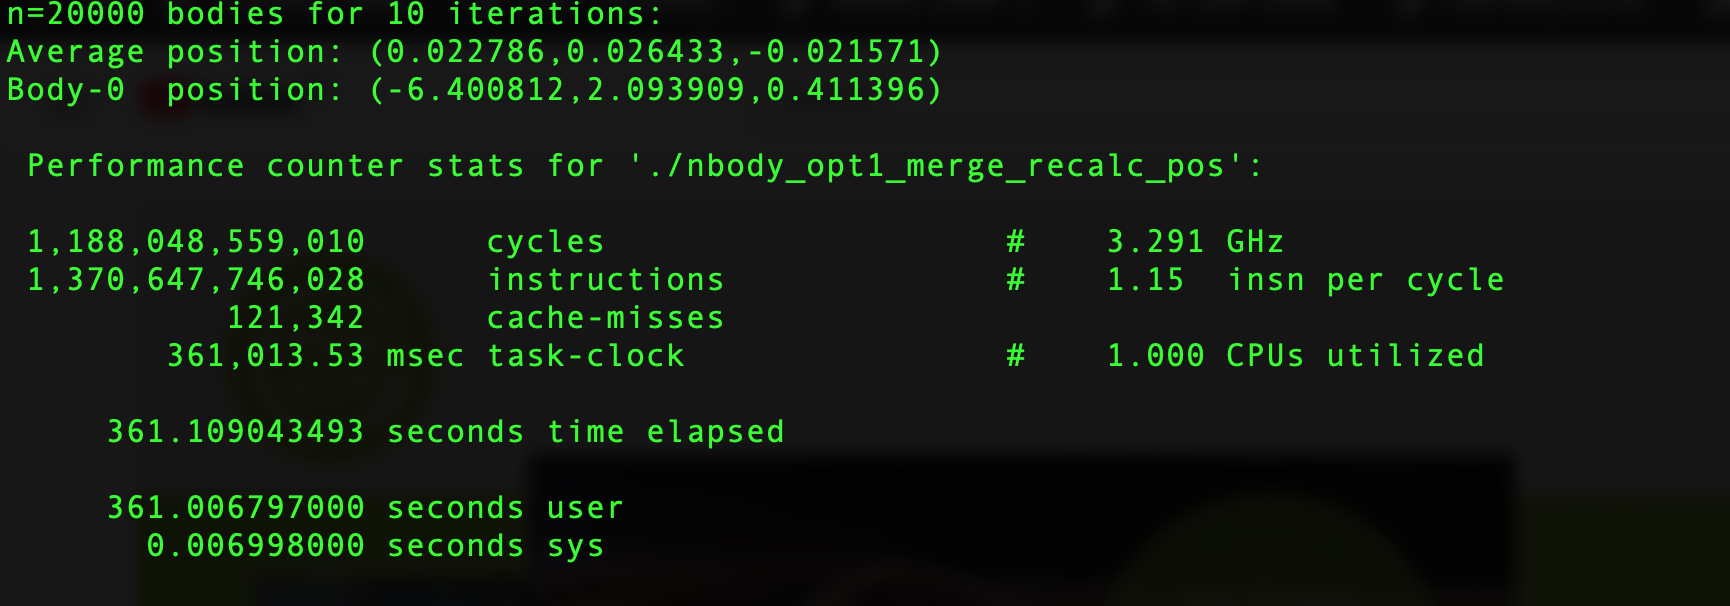 n=20000 bodies for 10 iterations:
Average position: (0.022786,0.026433,-0.021571)
Body-0  position: (-6.400812,2.093909,0.411396)
Performance counter stats for './nbody_opt1_merge_recalc_pos':
1,188,048,559,010      cycles                    #    3.291 GHz
1,370,647,746,028      instructions              #    1.15  insn per cycle
121,342      cache-misses
361,013.53 msec task-clock                #    1.000 CPUs utilized
361.109043493 seconds time elapsed
361.006797000 seconds user
0.006998000 seconds sys